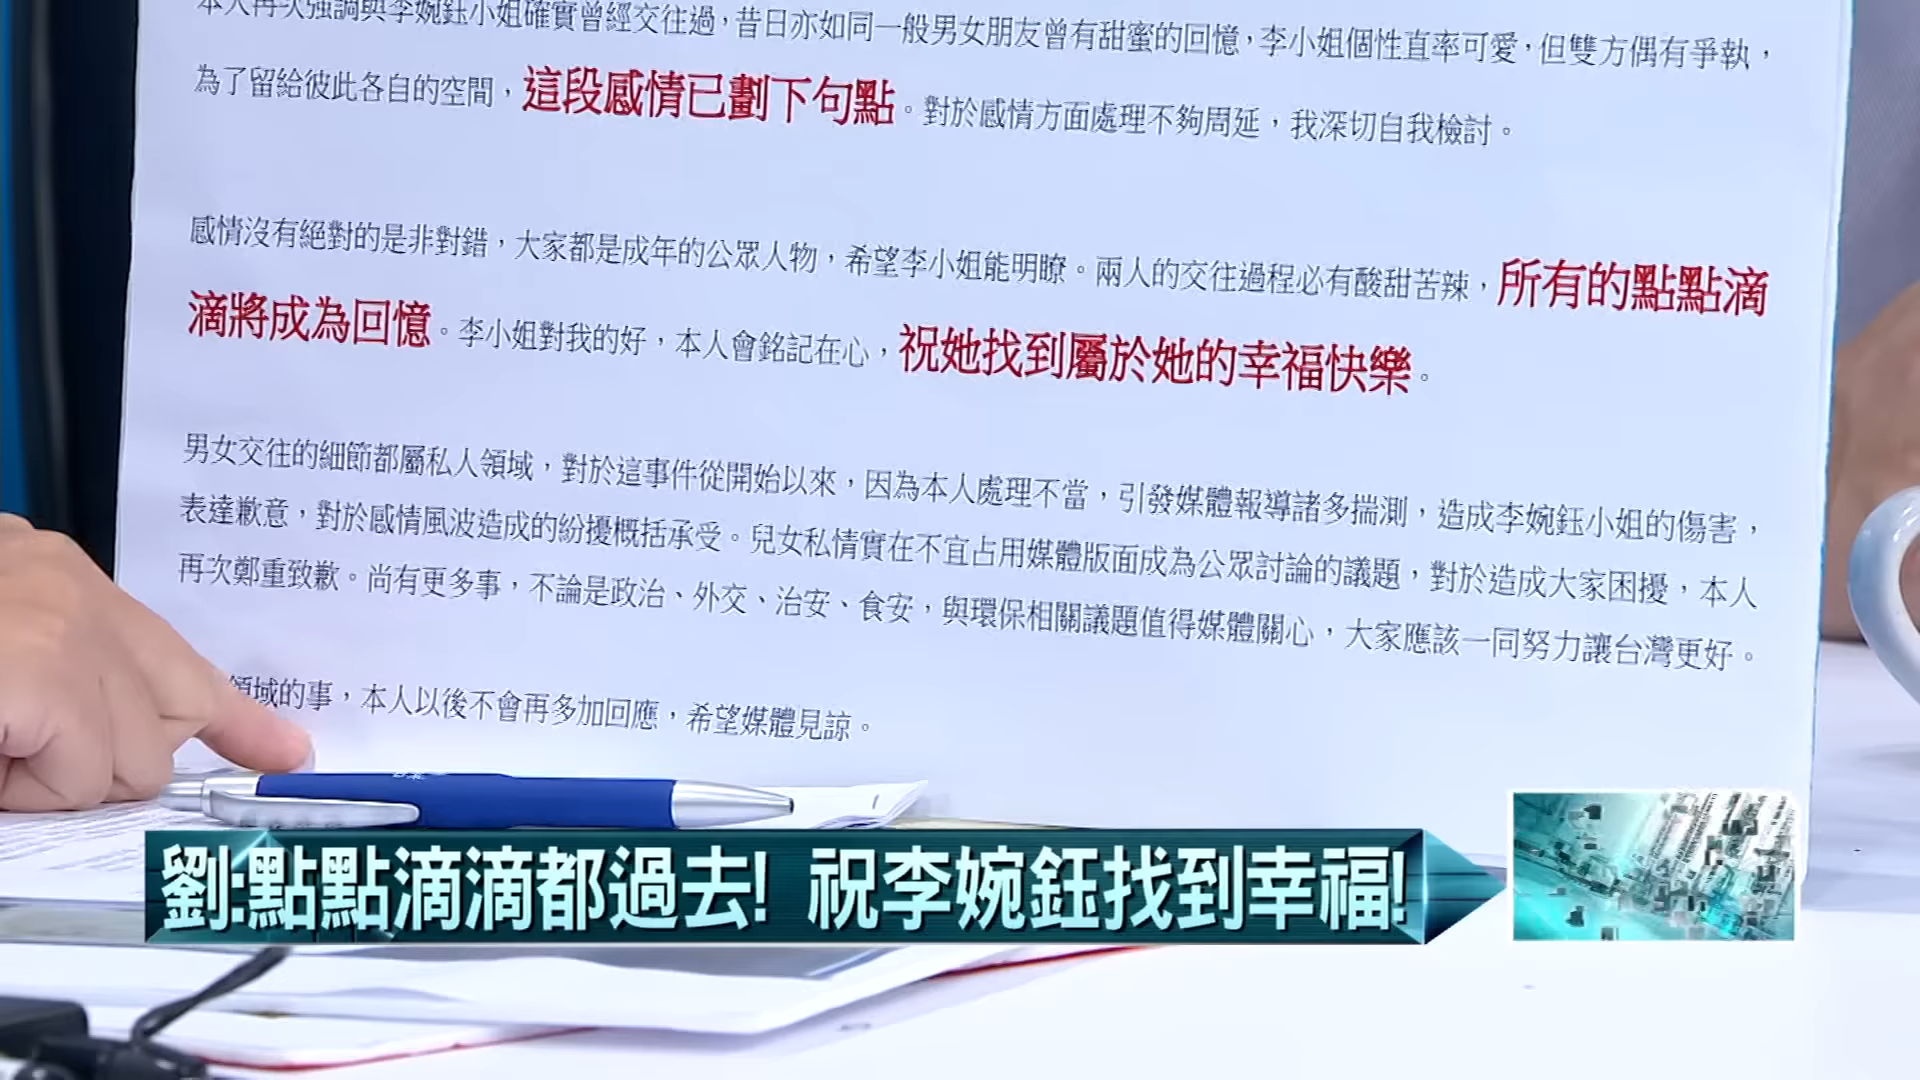 本人再次強調與李婉鈺小姐確實曾經交往過，昔日亦如同一般男女朋友曾有甜蜜的回憶，李小姐個性直率可愛，但雙方偶有爭執，
為了留給彼此各自的空間，這段感情已劃下句點。對於感情方面處理不夠周延，我深切自我檢討。
感情沒有絕對的是非對錯，大家都是成年的公眾人物，希望李小姐能明瞭。兩人的交往過程必有酸甜苦辣，所有的點點滴
滴將成為回憶。李小姐對我的好，本人會銘記在心，祝她找到屬於她的幸福快樂。
男女交往的細節都屬私人領域，對於這事件從開始以來，因為本人處理不當，引發媒體報導諸多揣測，造成李婉鈺小姐的傷害，
表達歉意，對於感情風波造成的紛擾概括承受。兒女私情實在不宜占用媒體版面成為公眾討論的議題，對於造成大家困擾，本人
再次鄭重致歉。尚有更多事，不論是政治、外交、治安、食安，與環保相關議題值得媒體關心，大家應該一同努力讓台灣更好。
領域的事，本人以後不會再多加回應，希望媒體見諒。
劉:點點滴滴都過去! 祝李婉鈺找到幸福!